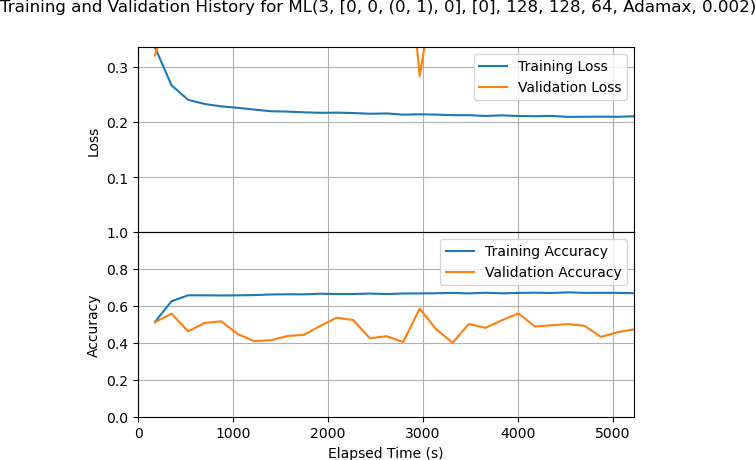 Training and Validation History for ML(3, [0, 0, (0, 1), 0], [0], 128, 128, 64, Adamax, 0.002)
0.3
0.2
0.1
Loss
Training Loss
Validation Loss
1.0
0.8
0.6
0.4
0.2
0.0
Accuracy
Training Accuracy
Validation Accuracy
0 1000 2000 3000 4000 5000
Elapsed Time (s)